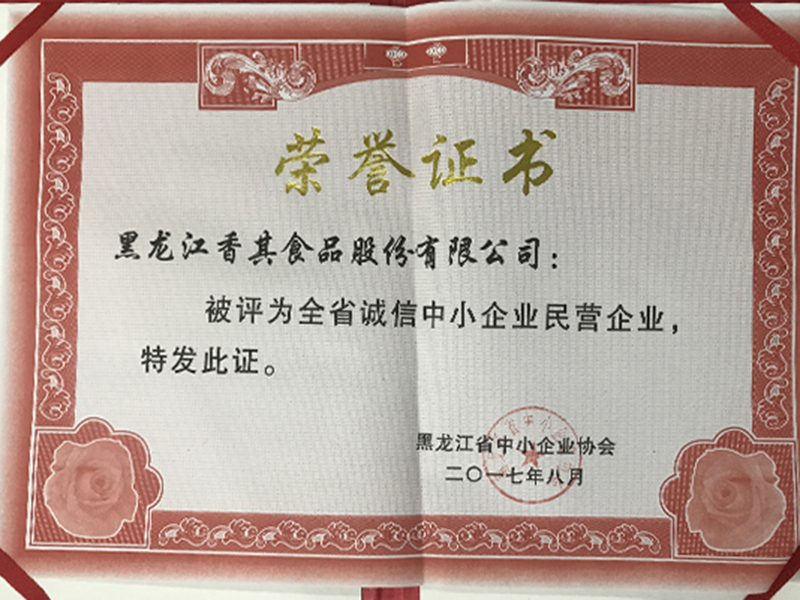 荣誉证书
黑龙江香其食品股份有限公司：
被评为全省诚信中小企业民营企业，
特发此证。
黑龙江省中小企业协会
二〇一七年八月